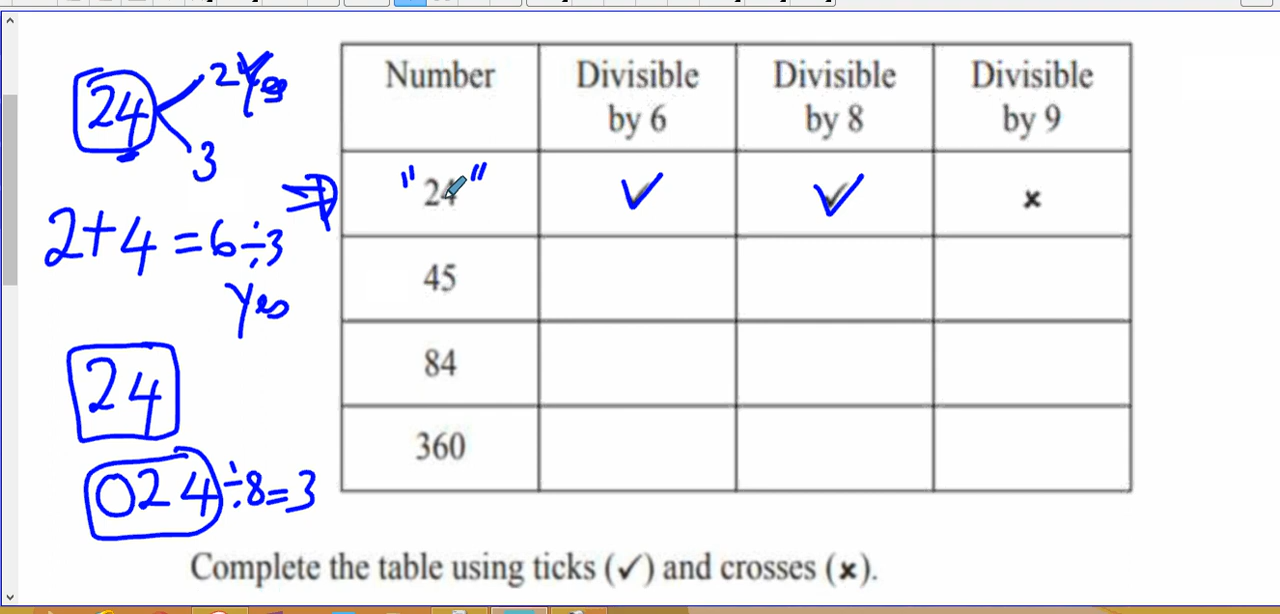 24 2 Yes
3
2+4=6÷3
Yes
24
024÷8=3
Number Divisible by 6 Divisible by 8 Divisible by 9
"24" ✓ ✓ ×
45
84
360
Complete the table using ticks (✓) and crosses (×).